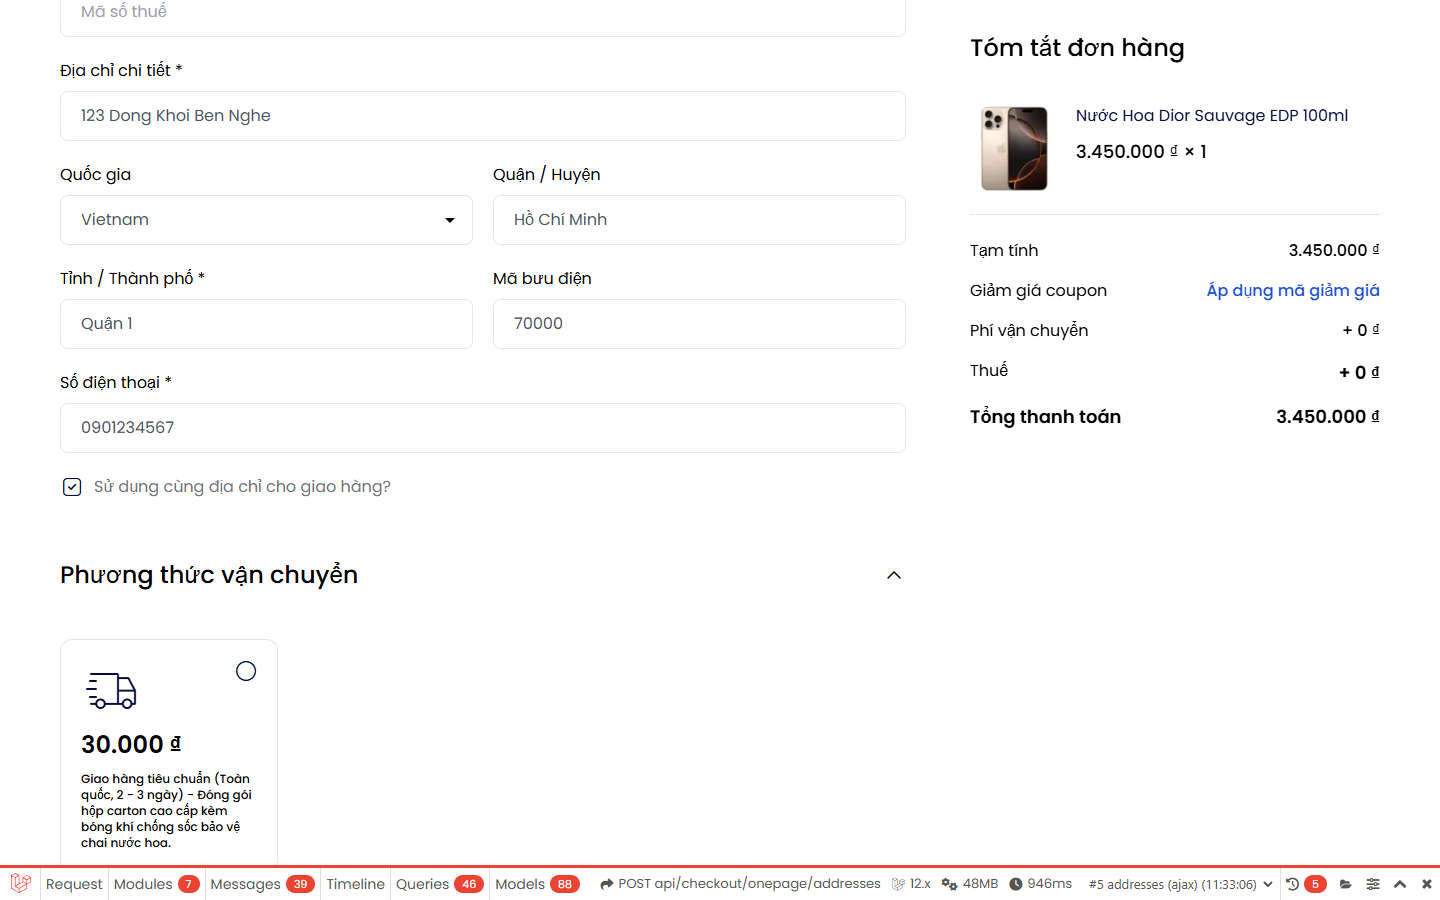 Mã số thuế
Địa chỉ chi tiết *
123 Dong Khoi Ben Nghe
Quốc gia
Quận / Huyện
Vietnam
Hồ Chí Minh
Tỉnh / Thành phố *
Mã bưu điện
Quận 1
70000
Số điện thoại *
0901234567
Sử dụng cùng địa chỉ cho giao hàng?
Phương thức vận chuyển
30.000 ₫
Giao hàng tiêu chuẩn (Toàn
quốc, 2 - 3 ngày) - Đóng gói
hộp carton cao cấp kèm
bóng khí chống sốc bảo vệ
chai nước hoa.
Tóm tắt đơn hàng
Nước Hoa Dior Sauvage EDP 100ml
3.450.000 ₫ × 1
Tạm tính 3.450.000 ₫
Giảm giá coupon Áp dụng mã giảm giá
Phí vận chuyển + 0 ₫
Thuế + 0 ₫
Tổng thanh toán 3.450.000 ₫
Request Modules 7 Messages 39 Timeline Queries 46 Models 88 POST api/checkout/onepage/addresses 12.x 48MB 946ms #5 addresses (ajax) (11:33:06) 5